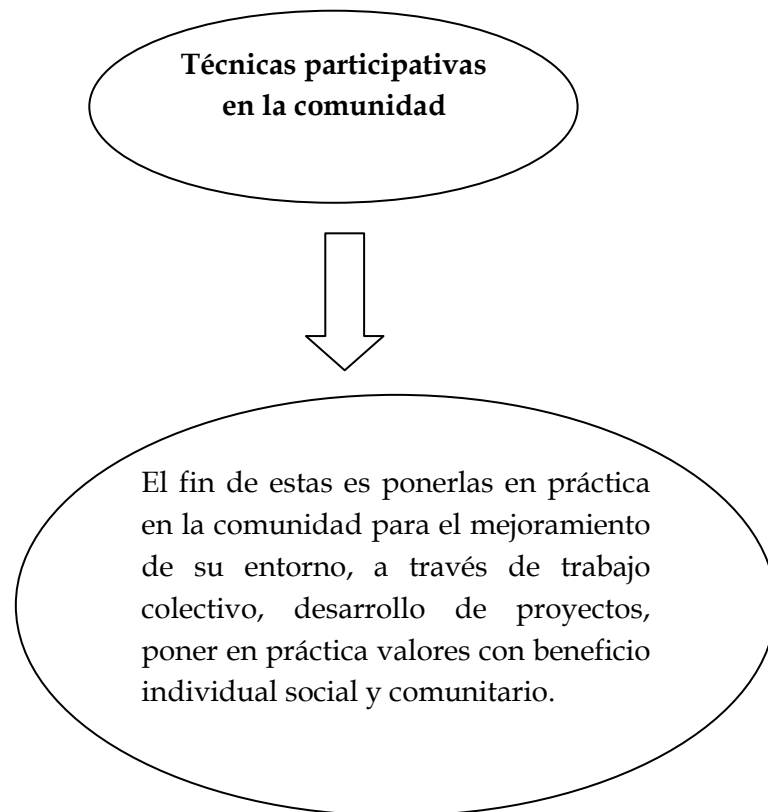 Técnicas participativas
en la comunidad
El fin de estas es ponerlas en práctica
en la comunidad para el mejoramiento
de su entorno, a través de trabajo
colectivo, desarrollo de proyectos,
poner en práctica valores con beneficio
individual social y comunitario.